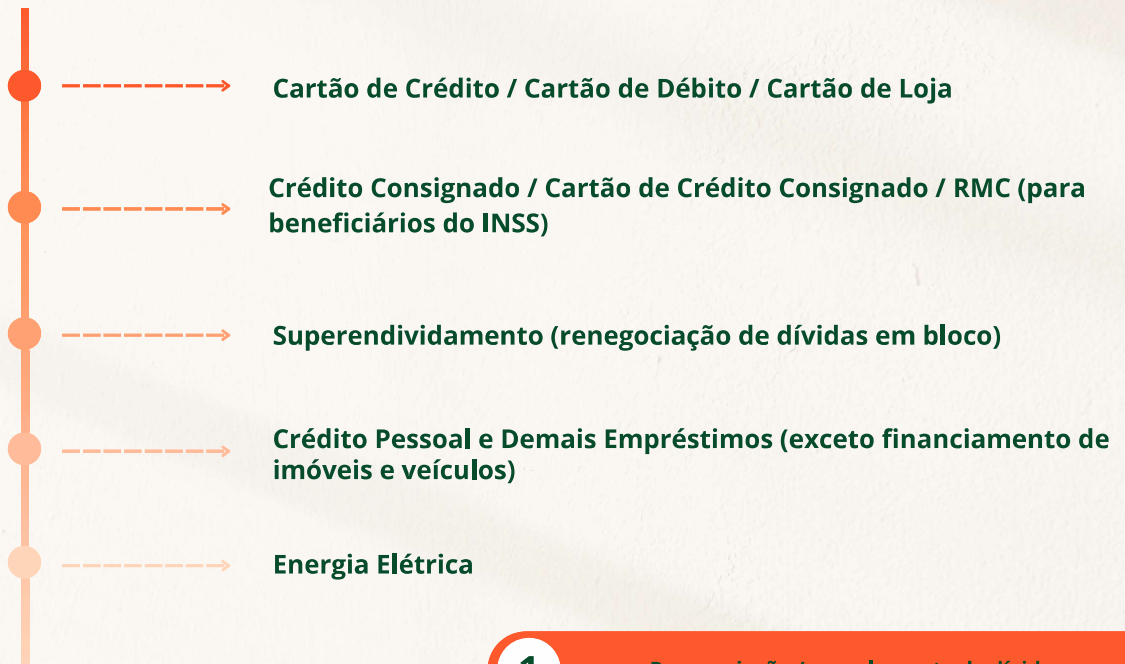 Cartão de Crédito / Cartão de Débito / Cartão de Loja
Crédito Consignado / Cartão de Crédito Consignado / RMC (para
beneficiários do INSS)
Superendividamento (renegociação de dívidas em bloco)
Crédito Pessoal e Demais Empréstimos (exceto financiamento de
imóveis e veículos)
Energia Elétrica
1